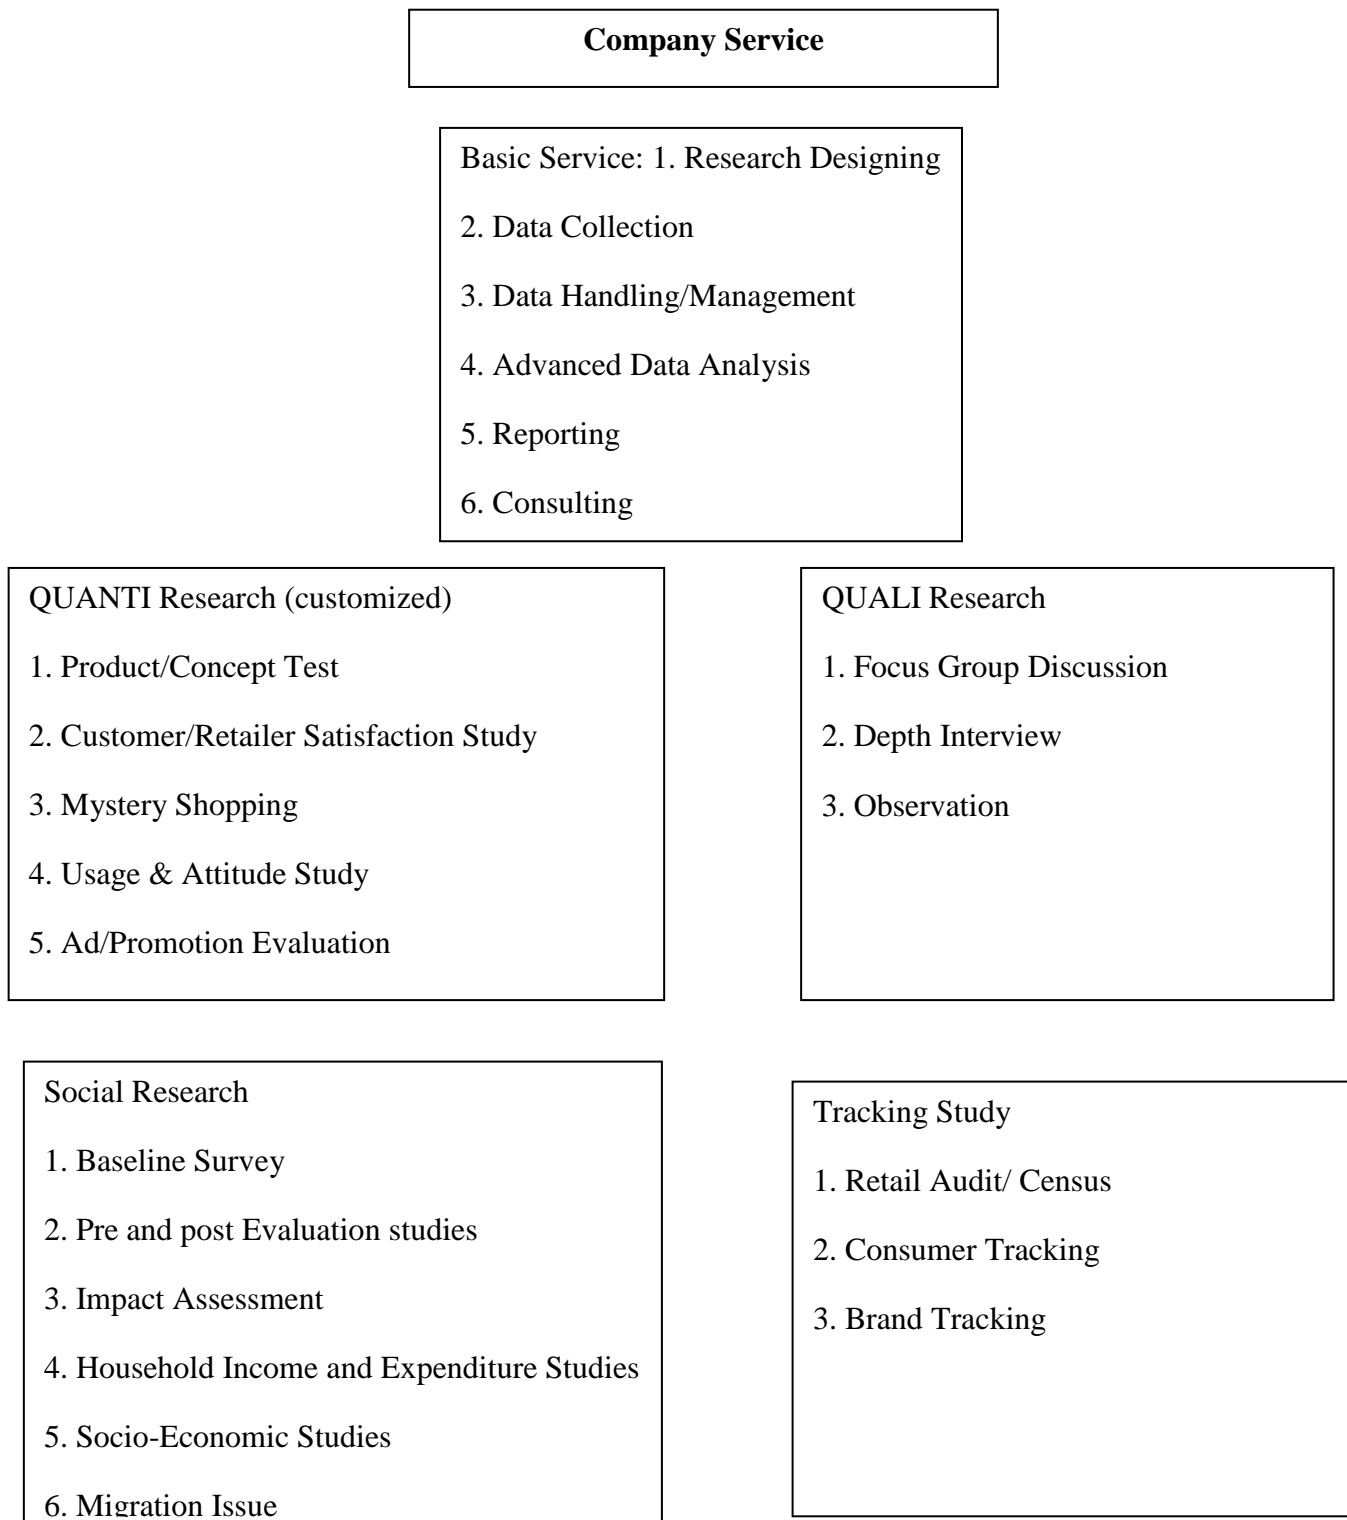 Company Service
Basic Service: 1. Research Designing
2. Data Collection
3. Data Handling/Management
4. Advanced Data Analysis
5. Reporting
6. Consulting
QUANTI Research (customized)
1. Product/Concept Test
2. Customer/Retailer Satisfaction Study
3. Mystery Shopping
4. Usage & Attitude Study
5. Ad/Promotion Evaluation
QUALI Research
1. Focus Group Discussion
2. Depth Interview
3. Observation
Social Research
1. Baseline Survey
2. Pre and post Evaluation studies
3. Impact Assessment
4. Household Income and Expenditure Studies
5. Socio-Economic Studies
6. Migration Issue
Tracking Study
1. Retail Audit/ Census
2. Consumer Tracking
3. Brand Tracking